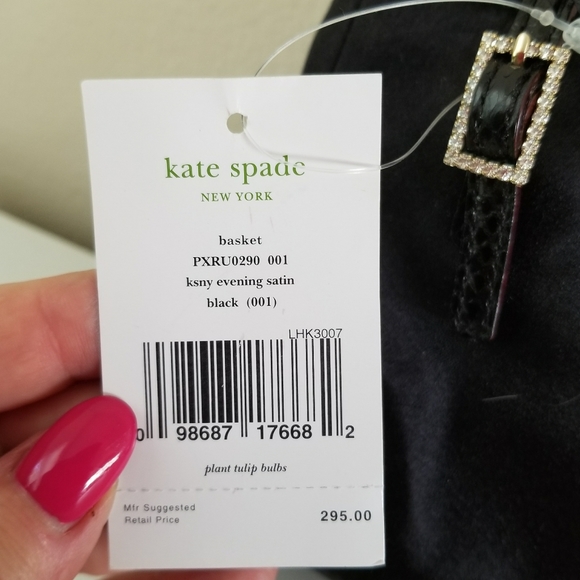 kate spade
NEW YORK
basket
PXRU0290 001
ksny evening satin
black (001)
LHK3007
0 98687 17668 2
plant tulip bulbs
Mfr Suggested
Retail Price 295.00